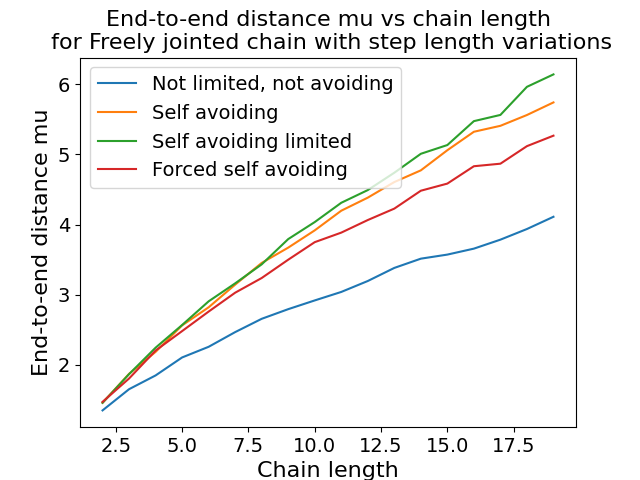 End-to-end distance mu vs chain length
for Freely jointed chain with step length variations
Not limited, not avoiding
Self avoiding
Self avoiding limited
Forced self avoiding
End-to-end distance mu
6
5
4
3
2
2.5 5.0 7.5 10.0 12.5 15.0 17.5
Chain length